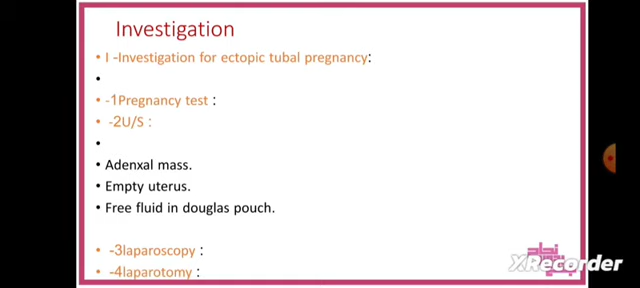 Investigation
• I -Investigation for ectopic tubal pregnancy:
•
• -1Pregnancy test :
• -2U/S :
•
• Adenxal mass.
• Empty uterus.
• Free fluid in douglas pouch.
• -3laparoscopy :
• -4laparotomy :
XRecorder